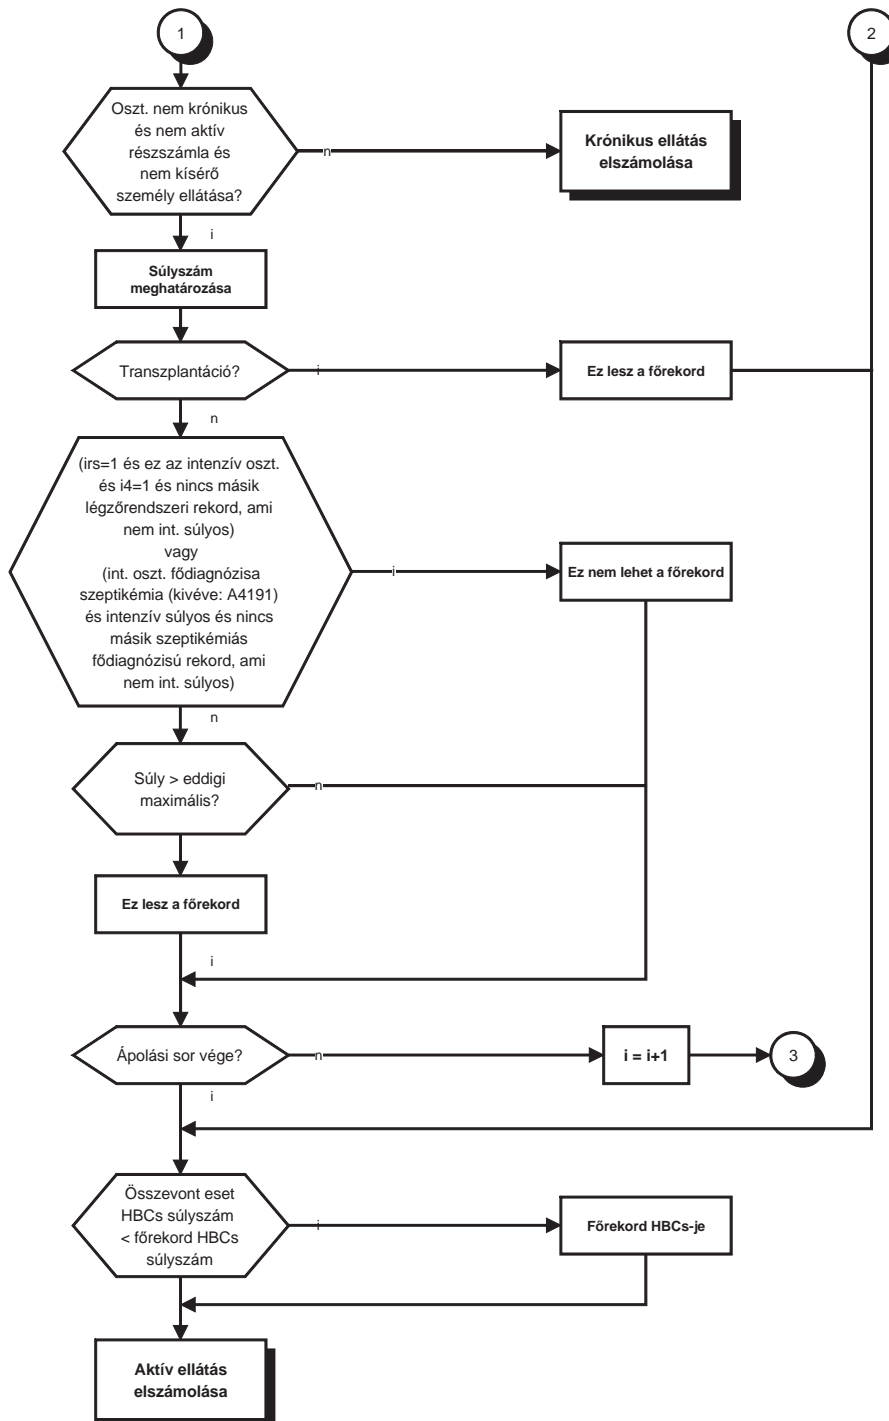 1
2
Oszt. nem krónikus
és nem aktív
részszámla és
nem kísérő
személy ellátása?
n
Krónikus ellátás
elszámolása
i
Súlyszám
meghatározása
Transzplantáció?
i
Ez lesz a főrekord
n
(irs=1 és ez az intenzív oszt.
és i4=1 és nincs másik
légzőrendszeri rekord, ami
nem int. súlyos)
vagy
(int. oszt. fődiagnózisa
szeptikémia (kivéve: A4191)
és intenzív súlyos és nincs
másik szeptikémiás
fődiagnózisú rekord, ami
nem int. súlyos)
i
Ez nem lehet a főrekord
n
Súly > eddigi
maximális?
n
Ez lesz a főrekord
i
Ápolási sor vége?
n
i = i+1
3
i
Összevont eset
HBCs súlyszám
< főrekord HBCs
súlyszám
i
Főrekord HBCs-je
Aktív ellátás
elszámolása